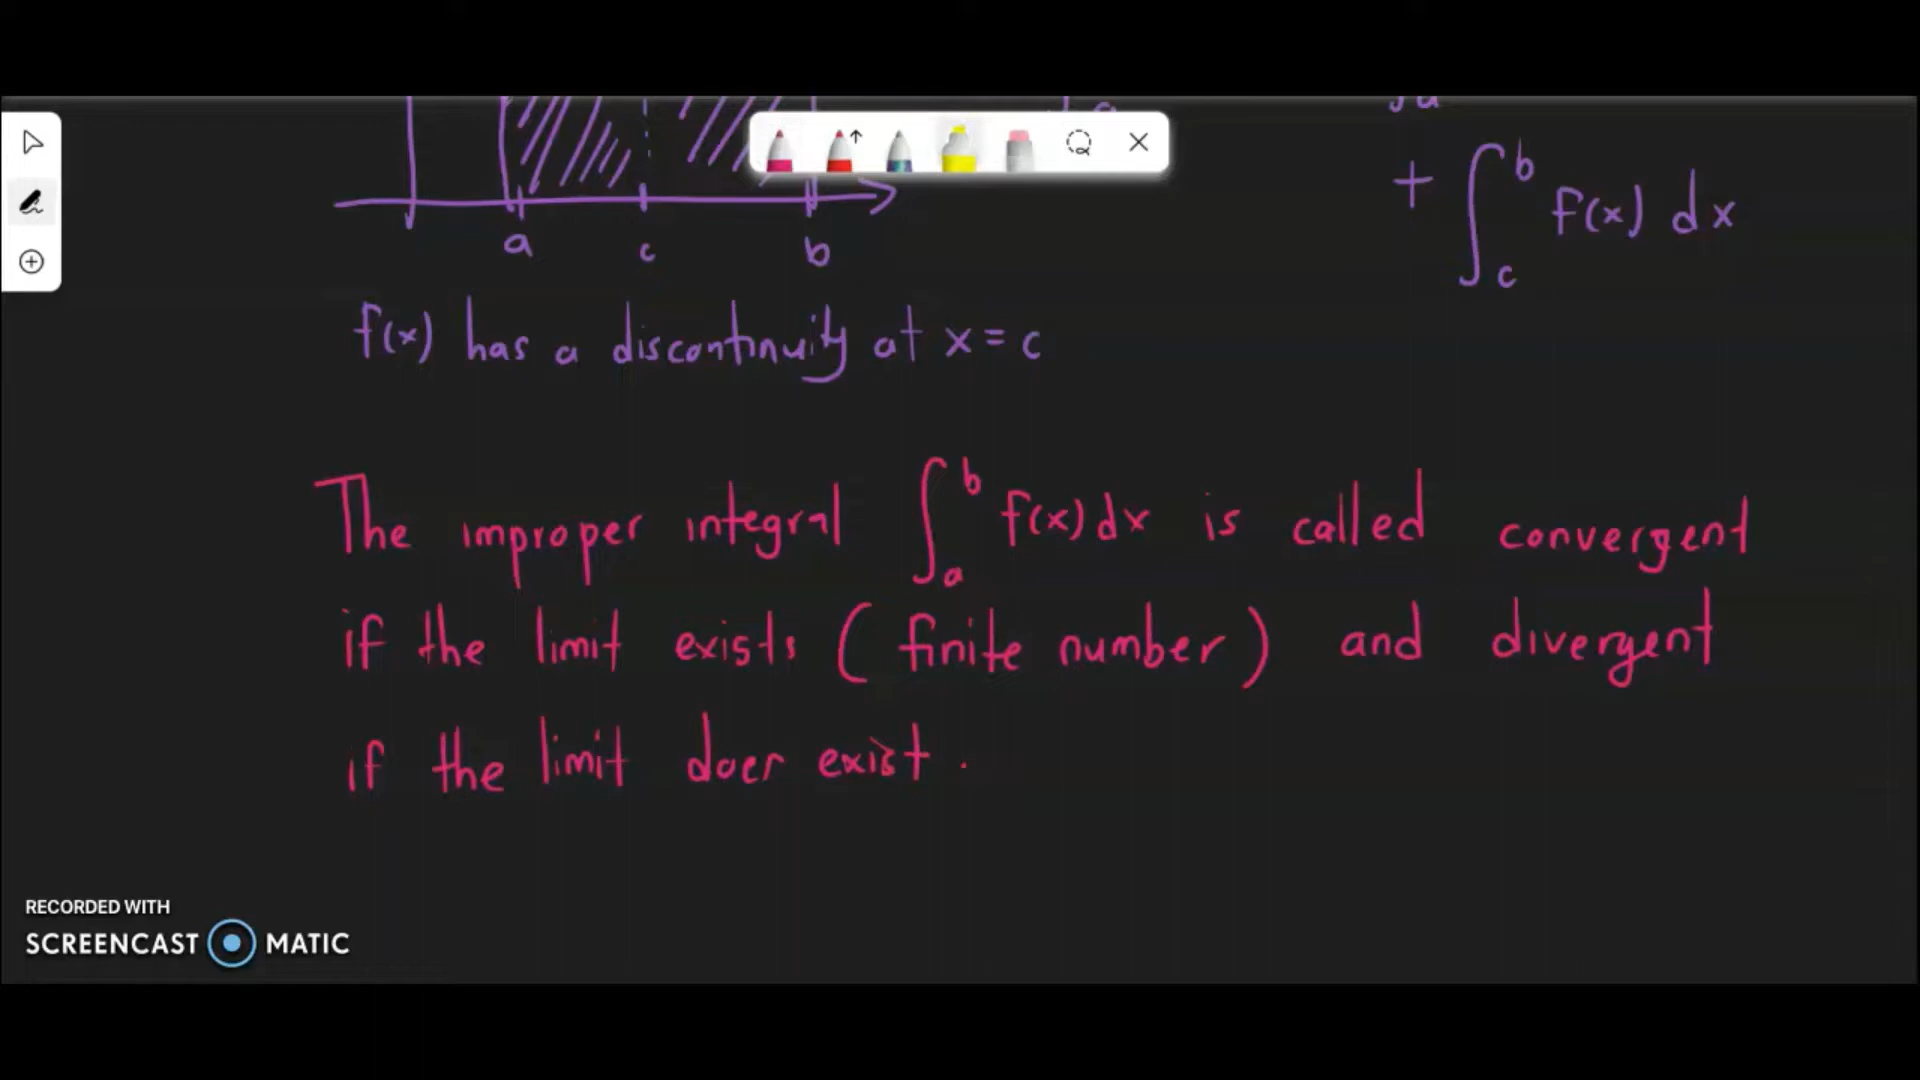 + ∫_c^b f(x) dx
a c b
f(x) has a discontinuity at x = c
The improper integral ∫_a^b f(x) dx is called convergent
if the limit exists ( finite number ) and divergent
if the limit does exist .
RECORDED WITH
SCREENCAST MATIC